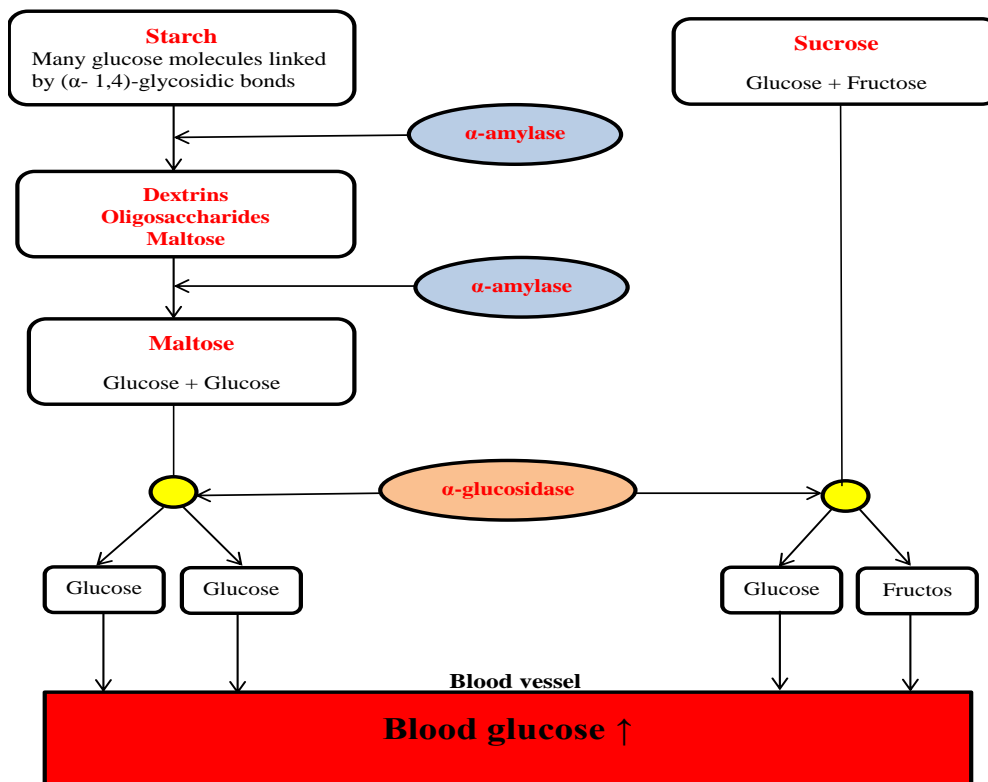 Starch
Many glucose molecules linked
by (α- 1,4)-glycosidic bonds
Sucrose
Glucose + Fructose
α-amylase
Dextrins
Oligosaccharides
Maltose
α-amylase
Maltose
Glucose + Glucose
α-glucosidase
Glucose
Glucose
Glucose
Fructos
Blood vessel
Blood glucose ↑